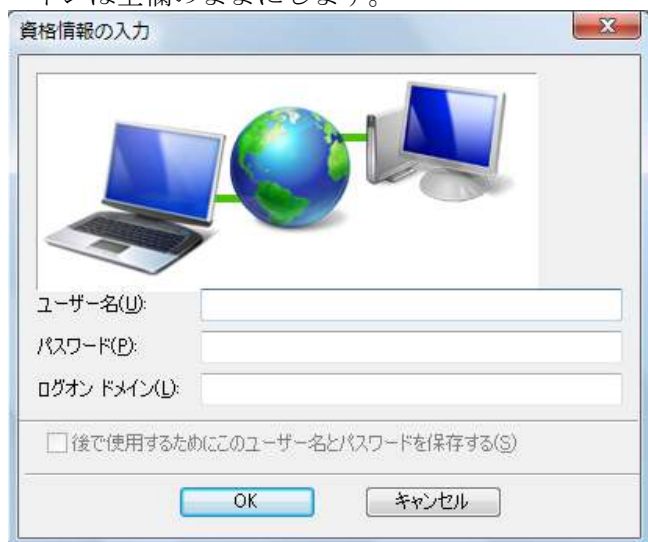 資格情報の入力
ユーザー名(U):
パスワード(P):
ログオン ドメイン(L):
後で使用するためにこのユーザー名とパスワードを保存する(S)
OK キャンセル